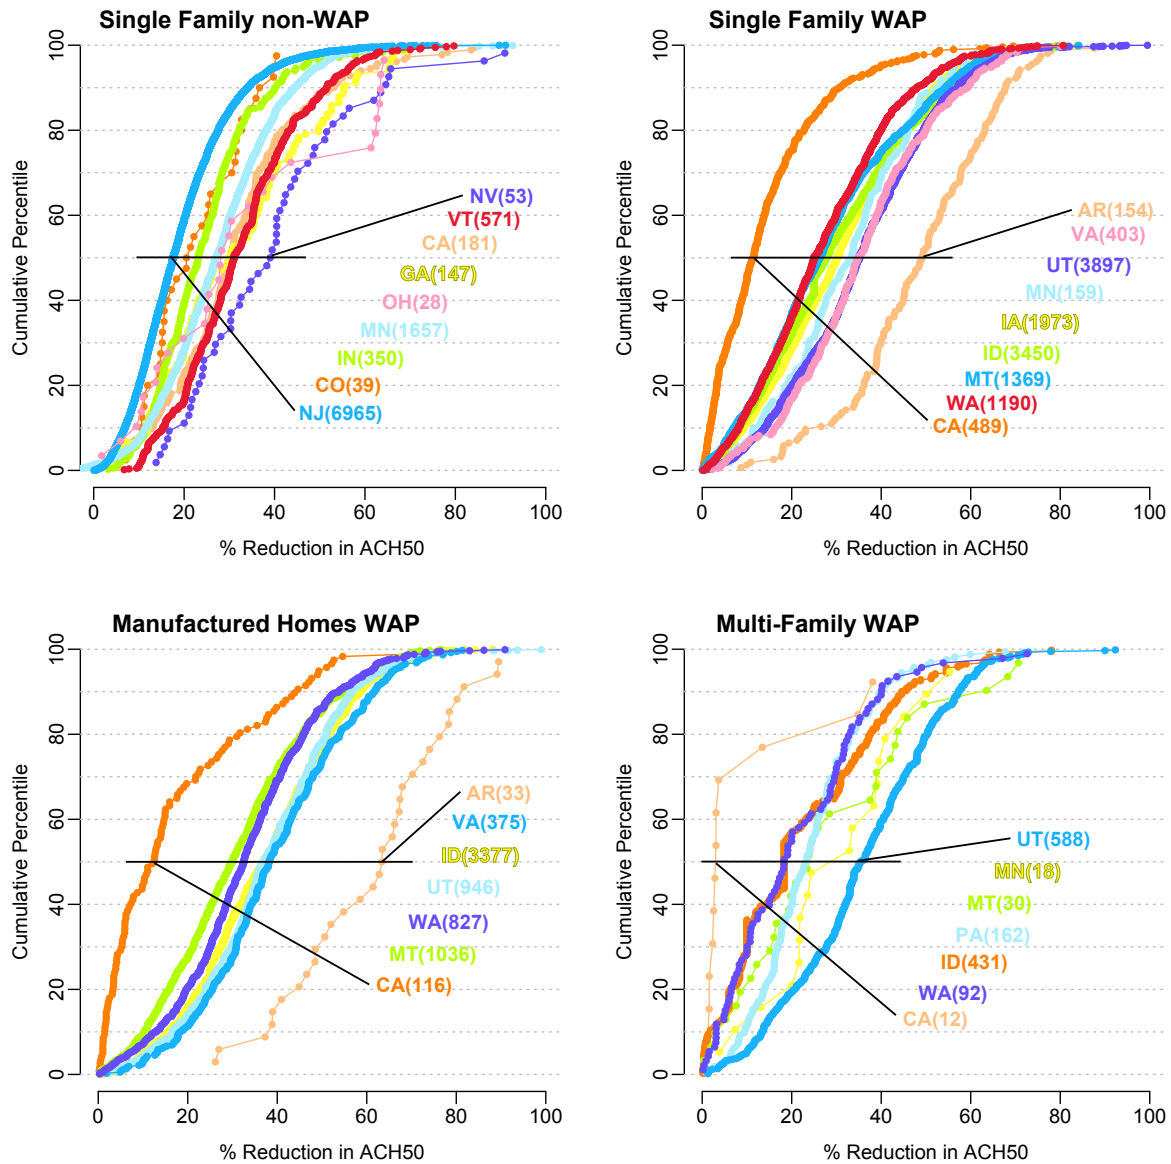 Single Family non-WAP
Cumulative Percentile
0 20 40 60 80 100
NV(53)
VT(571)
CA(181)
GA(147)
OH(28)
MN(1657)
IN(350)
CO(39)
NJ(6965)
0 20 40 60 80 100
% Reduction in ACH50
Single Family WAP
Cumulative Percentile
0 20 40 60 80 100
AR(154)
VA(403)
UT(3897)
MN(159)
IA(1973)
ID(3450)
MT(1369)
WA(1190)
CA(489)
0 20 40 60 80 100
% Reduction in ACH50
Manufactured Homes WAP
Cumulative Percentile
0 20 40 60 80 100
AR(33)
VA(375)
ID(3377)
UT(946)
WA(827)
MT(1036)
CA(116)
0 20 40 60 80 100
% Reduction in ACH50
Multi-Family WAP
Cumulative Percentile
0 20 40 60 80 100
UT(588)
MN(18)
MT(30)
PA(162)
ID(431)
WA(92)
CA(12)
0 20 40 60 80 100
% Reduction in ACH50